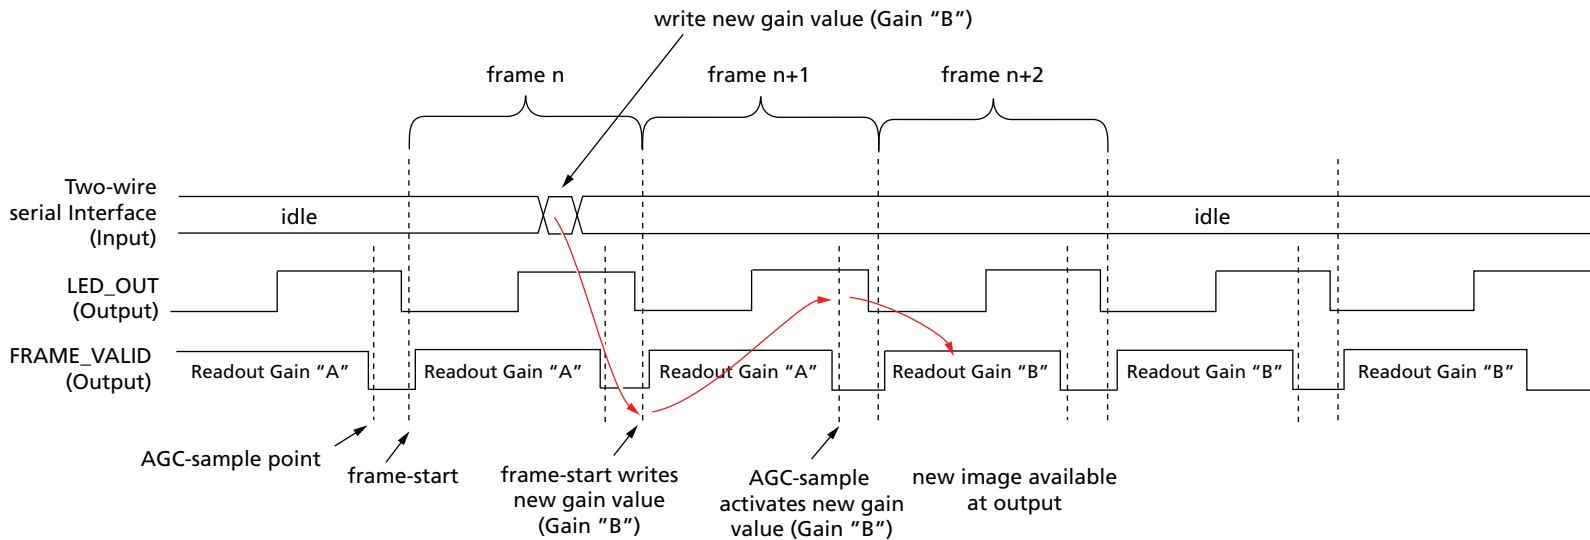 write new gain value (Gain "B")
frame n
frame n+1
frame n+2
Two-wire
serial Interface
(Input)
idle
idle
LED_OUT
(Output)
FRAME_VALID
(Output)
Readout Gain "A"
Readout Gain "A"
Readout Gain "A"
Readout Gain "B"
Readout Gain "B"
Readout Gain "B"
AGC-sample point
frame-start
frame-start writes
new gain value
(Gain "B")
AGC-sample
activates new gain
value (Gain "B")
new image available
at output